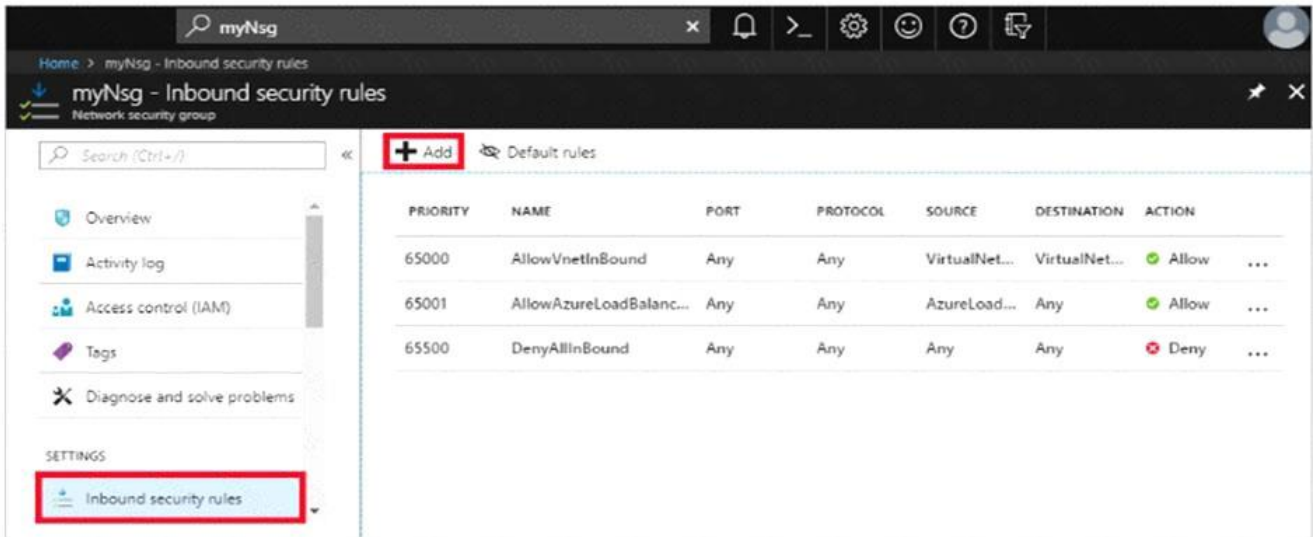 myNsg
Home > myNsg - Inbound security rules
myNsg - Inbound security rules
Network security group
Search (Ctrl+/)
Add Default rules
Overview
Activity log
Access control (IAM)
Tags
Diagnose and solve problems
SETTINGS
Inbound security rules
PRIORITY NAME PORT PROTOCOL SOURCE DESTINATION ACTION
65000 AllowVnetInBound Any Any VirtualNet... VirtualNet... Allow ...
65001 AllowAzureLoadBalanc... Any Any AzureLoad... Any Allow ...
65500 DenyAllInBound Any Any Any Any Deny ...